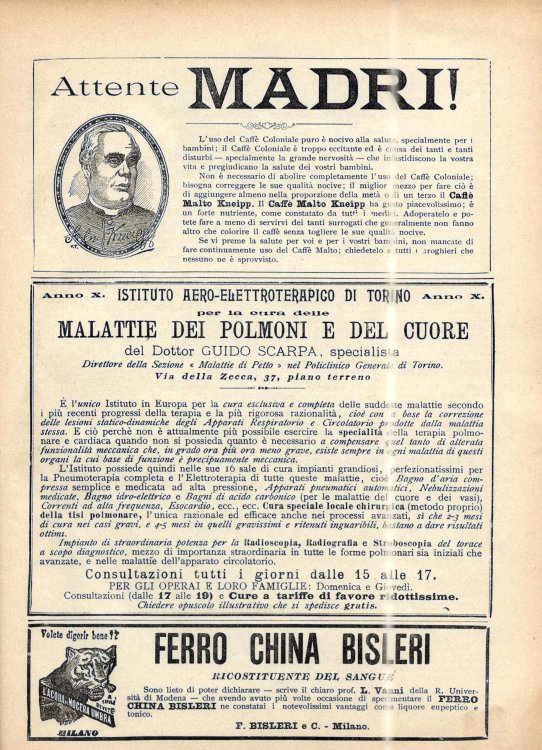 Attente MADRI!
L'uso del Caffè Coloniale puro è nocivo alla salute, specialmente per i
bambini; il Caffè Coloniale è troppo eccitante ed è causa dei tanti e tanti
disturbi — specialmente la grande nervosità — che infastidiscono la vostra
vita e pregiudicano la salute dei vostri bambini.
Non è necessario di abolire completamente l'uso del Caffè Coloniale;
bisogna correggere le sue qualità nocive; il miglior mezzo per fare ciò è
di aggiungere almeno nella proporzione della metà o di un terzo il Caffè
Malto Kneipp. Il Caffè Malto Kneipp ha gusto piacevolissimo; è
un forte nutriente, come constatato da tutti i medici. Adoperatelo e po-
tete fare a meno di servirvi dei tanti surrogati che generalmente non fanno
altro che colorire il caffè senza togliere le sue qualità nocive.
Se vi preme la salute per voi e per i vostri bambini, non mancate di
fare continuamente uso del Caffè Malto; chiedetelo a tutti i droghieri che
nessuno ne è sprovvisto.
Anno X. ISTITUTO AERO-ELETTROTERAPICO DI TORINO Anno X.
per la cura delle
MALATTIE DEI POLMONI E DEL CUORE
del Dottor GUIDO SCARPA, specialista
Direttore della Sezione « Malattie di Petto » nel Policlinico Generale di Torino.
Via della Zecca, 37, piano terreno
È l'unico Istituto in Europa per la cura esclusiva e completa delle suddette malattie secondo
i più recenti progressi della terapia e la più rigorosa razionalità, cioè con a base la correzione
delle lesioni statico-dinamiche degli Apparati Respiratorio e Circolatorio prodotte dalla malattia
stessa. E ciò perchè non è attualmente più possibile esercire la specialità della terapia polmo-
nare e cardiaca quando non si possieda quanto è necessario a compensare quel tanto di alterata
funzionalità meccanica che, in grado ora più ora meno grave, esiste sempre in ogni malattia di questi
organi la cui base di funzione è precipuamente meccanica.
L'Istituto possiede quindi nelle sue 16 sale di cura impianti grandiosi, perfezionatissimi per
la Pneumoterapia completa e l'Elettroterapia di tutte queste malattie, cioè Bagno d'aria com-
pressa semplice e medicata ad alta pressione, Apparati pneumatici automatici, Nebulizzazioni
medicate, Bagno idro-elettrico e Bagni di acido carbonico (per le malattie del cuore e dei vasi),
Correnti ad alta frequenza, Escocardio, ecc., ecc. Cura speciale locale chirurgica (metodo proprio)
della tisi polmonare, l'unica razionale ed efficace anche nei processi avanzati, sì che 2-3 mesi
di cura nei casi gravi, e 4-5 mesi in quelli gravissimi e ritenuti inguaribili, bastano a dare risultati
ottimi.
Impianto di straordinaria potenza per la Radioscopia, Radiografia e Stroboscopia del torace
a scopo diagnostico, mezzo di importanza straordinaria in tutte le forme polmonari sia iniziali che
avanzate, e nelle malattie dell'apparato circolatorio.
Consultazioni tutti i giorni dalle 15 alle 17.
PER GLI OPERAI E LORO FAMIGLIE: Domenica e Giovedì.
Consultazioni (dalle 17 alle 19) e Cure a tariffe di favore ridottissime.
Chiedere opuscolo illustrativo che si spedisce gratis.
Volete digerir bene??
L'ACQUA DI NOCERA UMBRA
MILANO
FERRO CHINA BISLERI
RICOSTITUENTE DEL SANGUE
Sono lieto di poter dichiarare — scrive il chiaro prof. L. Vanni della R. Univer-
sità di Modena — che avendo avuto più volte occasione di sperimentare il FERRO
CHINA BISLERI ne constatai i notevolissimi vantaggi come liquore eupeptico e
tonico.
F. BISLERI e C. - Milano.